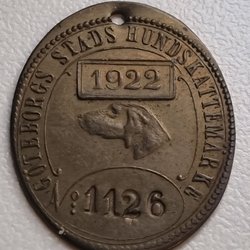 GÖTEBORGS STADS HUNDSKATTEMÄRKE
1922
№ 1126